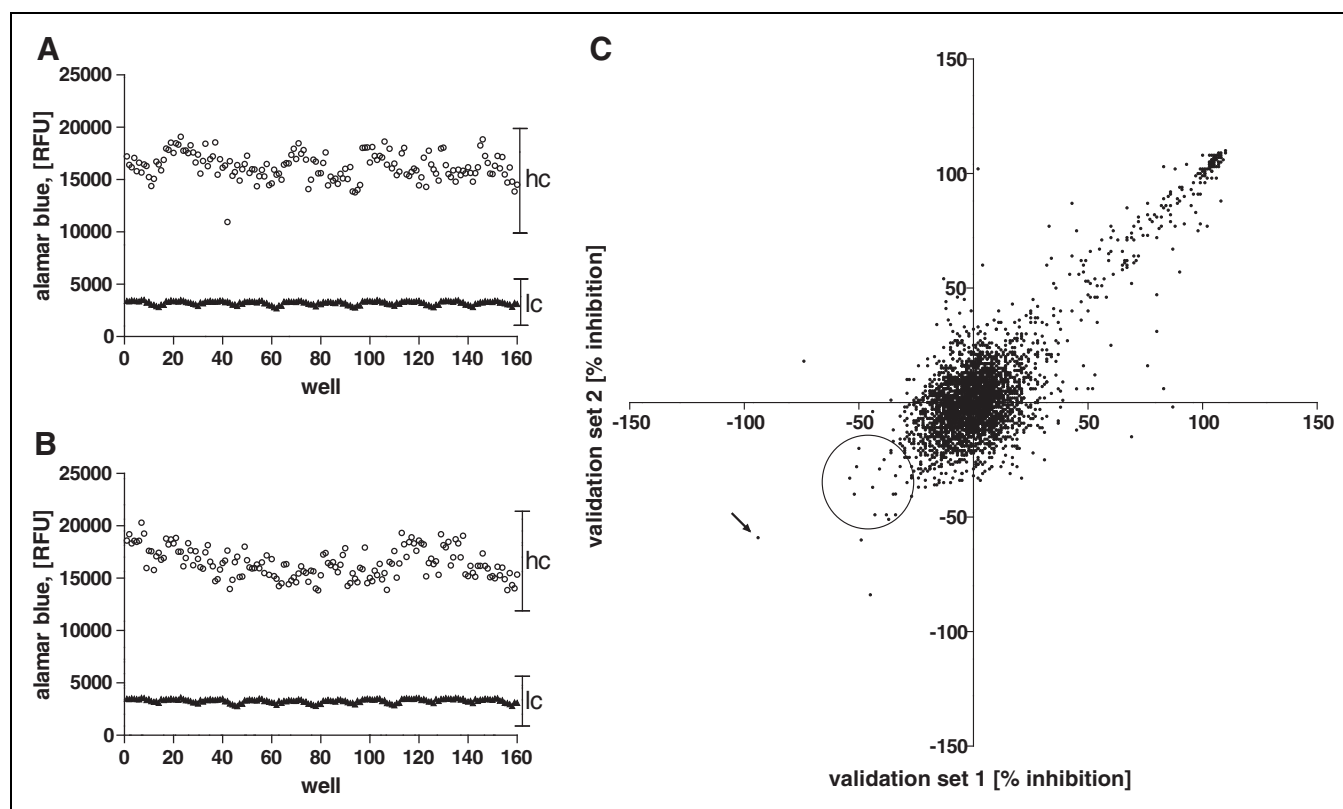 A
25000
20000
15000
10000
5000
0
alamar blue, [RFU]
hc
lc
0 20 40 60 80 100 120 140 160
well
B
25000
20000
15000
10000
5000
0
alamar blue, [RFU]
hc
lc
0 20 40 60 80 100 120 140 160
well
C
150
100
50
-150 -100 -50 50 100 150
-50
-100
-150
validation set 2 [% inhibition]
validation set 1 [% inhibition]